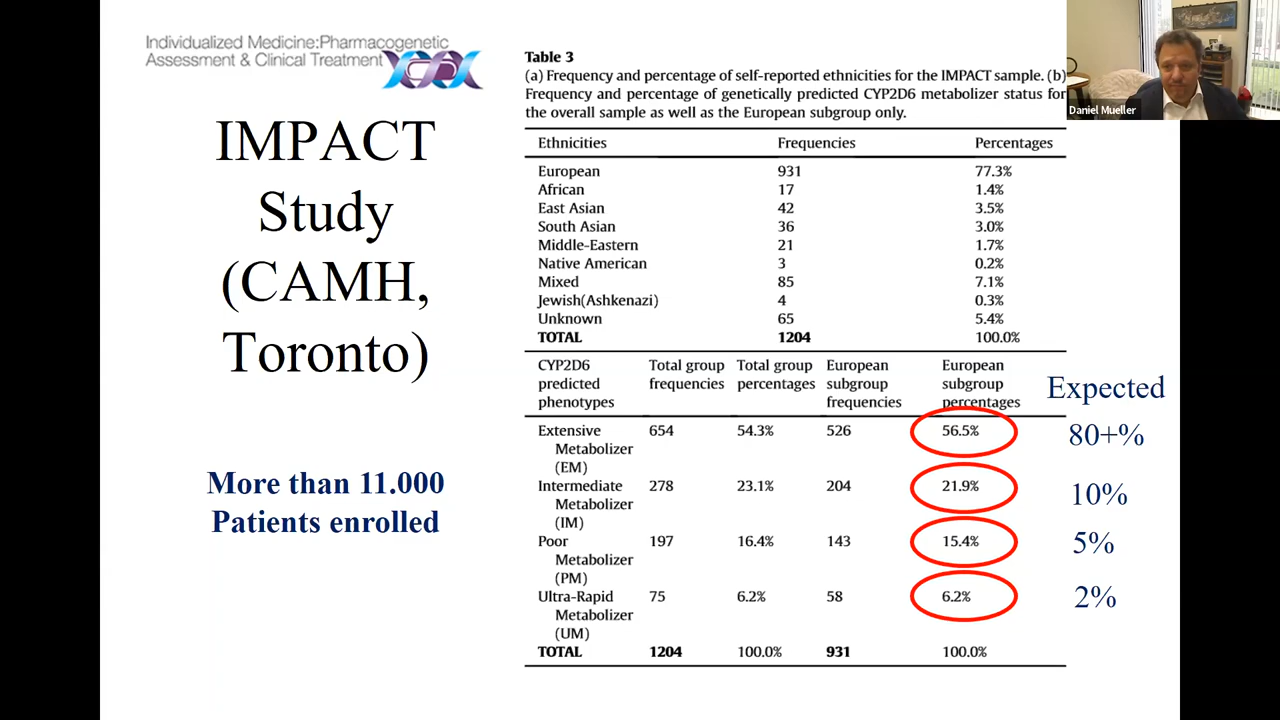 Individualized Medicine:Pharmacogenetic
Assessment & Clinical Treatment
IMPACT
Study
(CAMH,
Toronto)
More than 11.000
Patients enrolled
Table 3
(a) Frequency and percentage of self-reported ethnicities for the IMPACT sample. (b)
Frequency and percentage of genetically predicted CYP2D6 metabolizer status for
the overall sample as well as the European subgroup only.
Ethnicities Frequencies Percentages
European 931 77.3%
African 17 1.4%
East Asian 42 3.5%
South Asian 36 3.0%
Middle-Eastern 21 1.7%
Native American 3 0.2%
Mixed 85 7.1%
Jewish(Ashkenazi) 4 0.3%
Unknown 65 5.4%
TOTAL 1204 100.0%
CYP2D6 Total group Total group European European
predicted frequencies percentages subgroup subgroup
phenotypes frequencies percentages
Expected
Extensive 654 54.3% 526 56.5% 80+%
Metabolizer
(EM)
Intermediate 278 23.1% 204 21.9% 10%
Metabolizer
(IM)
Poor 197 16.4% 143 15.4% 5%
Metabolizer
(PM)
Ultra-Rapid 75 6.2% 58 6.2% 2%
Metabolizer
(UM)
TOTAL 1204 100.0% 931 100.0%
Daniel Mueller